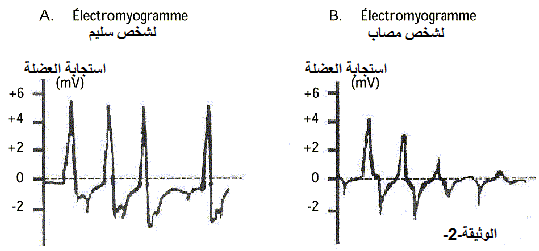 A. Électromyogramme
لشخص سليم
استجابة العضلة
(mV)
+6
+4
+2
0
-2
B. Électromyogramme
لشخص مصاب
استجابة العضلة
(mV)
+6
+4
+2
0
-2
الوثيقة-2-